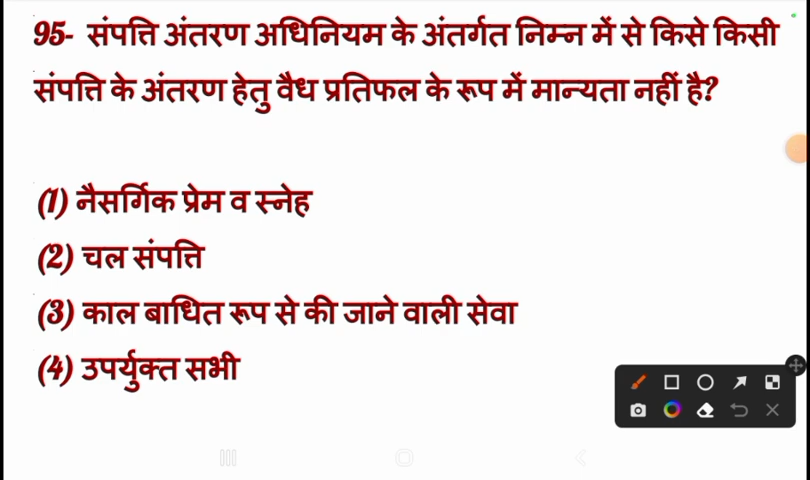 95- संपत्ति अंतरण अधिनियम के अंतर्गत निम्न में से किसे किसी
संपत्ति के अंतरण हेतु वैध प्रतिफल के रूप में मान्यता नहीं है?
(1) नैसर्गिक प्रेम व स्नेह
(2) चल संपत्ति
(3) काल बाधित रूप से की जाने वाली सेवा
(4) उपर्युक्त सभी